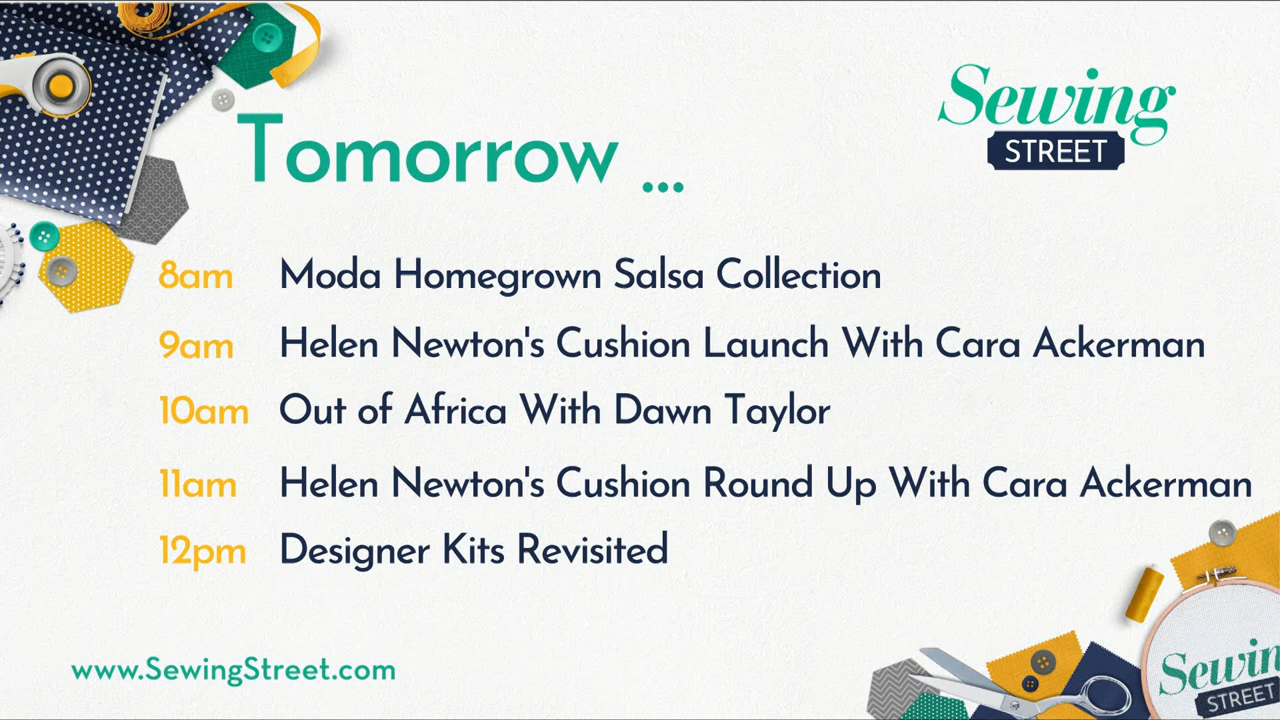 Sewing
STREET
Tomorrow ...
8am Moda Homegrown Salsa Collection
9am Helen Newton's Cushion Launch With Cara Ackerman
10am Out of Africa With Dawn Taylor
11am Helen Newton's Cushion Round Up With Cara Ackerman
12pm Designer Kits Revisited
www.SewingStreet.com
Sewin
STREET